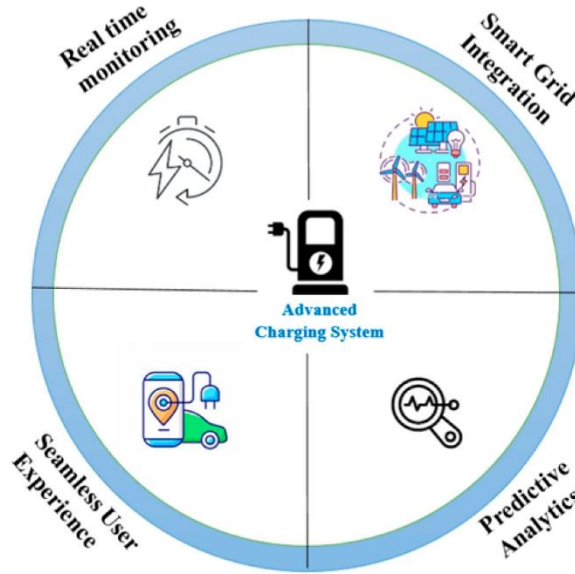 Real time
monitoring
Smart Grid
Integration
Advanced
Charging System
Seamless User
Experience
Predictive
Analytics